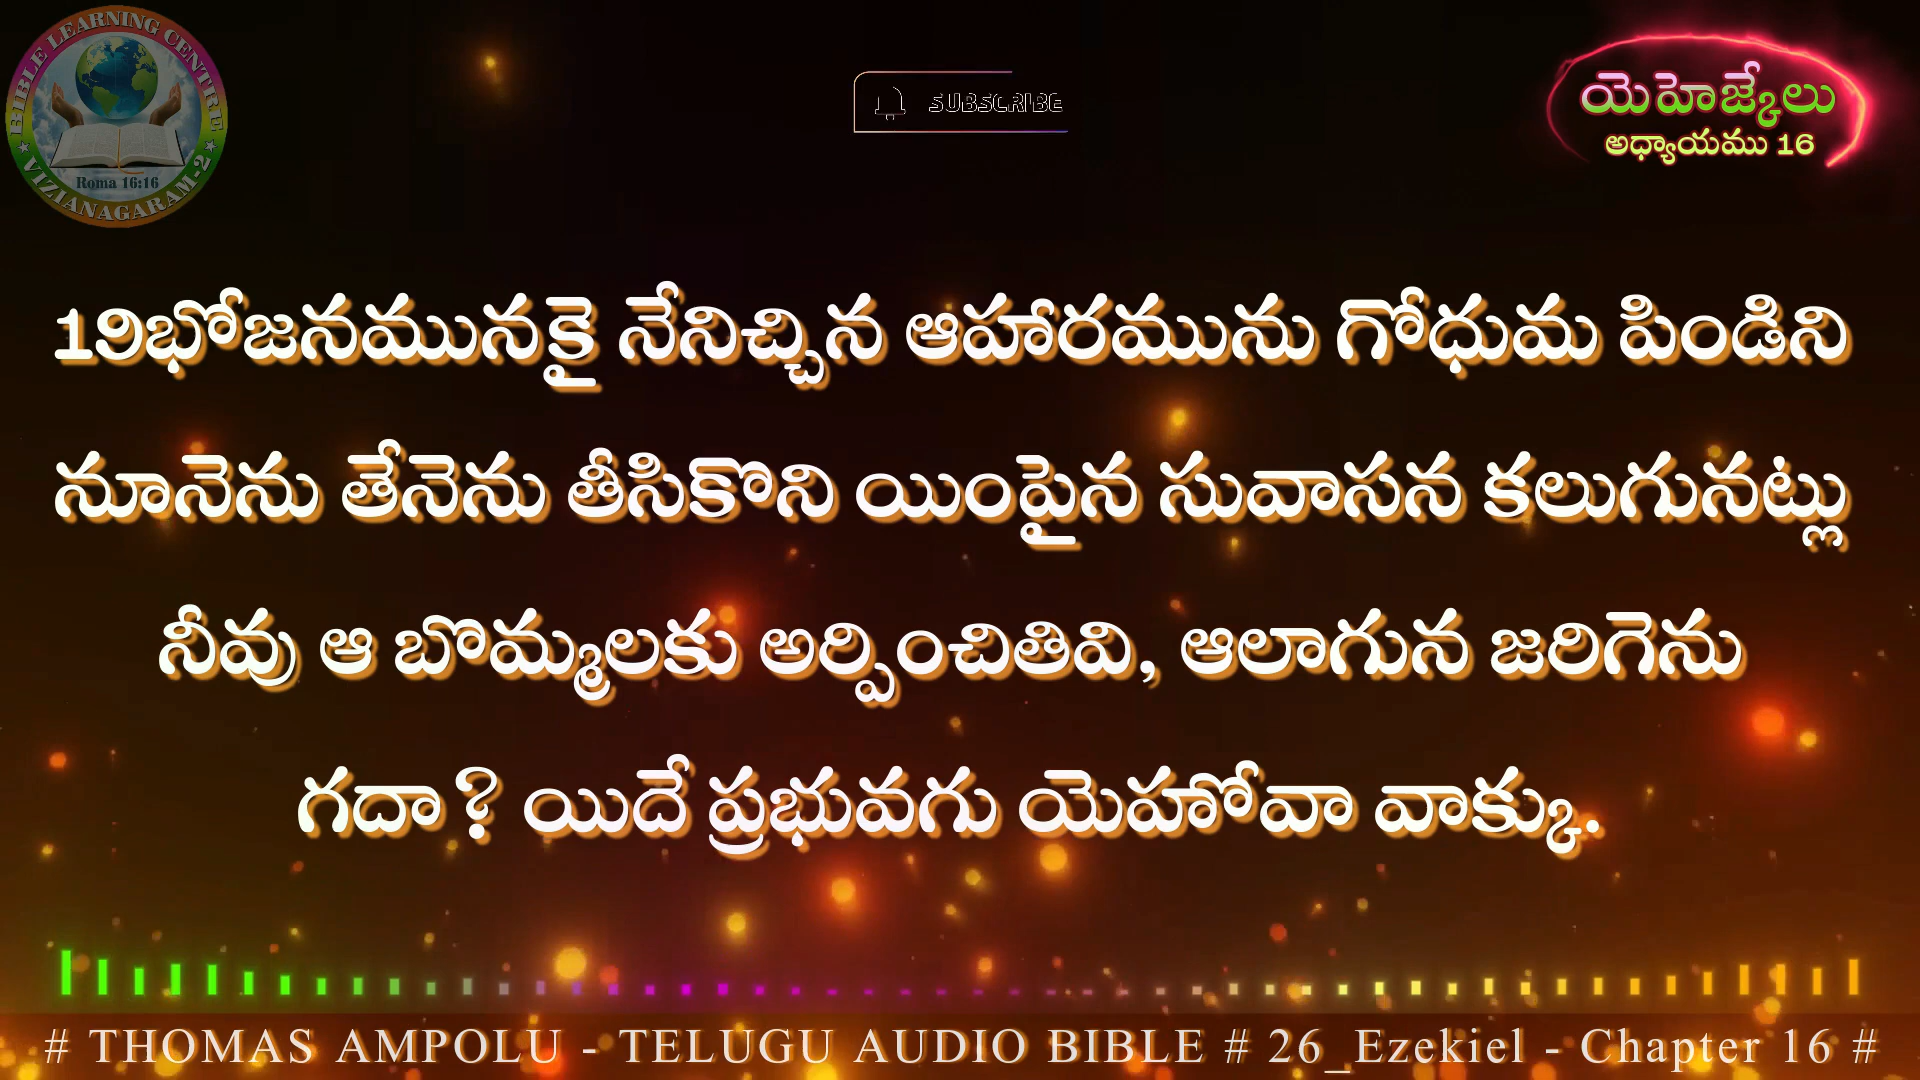 BIBLE LEARNING CENTRE
Roma 16:16
★ VIZIANAGARAM-2 ★
SUBSCRIBE
యెహెజ్కేలు
అధ్యాయము 16
19భోజనమునకై నేనిచ్చిన ఆహారమును గోధుమ పిండిని
నూనెను తేనెను తీసికొని యింపైన సువాసన కలుగునట్లు
నీవు ఆ బొమ్మలకు అర్పించితివి, ఆలాగున జరిగెను
గదా? యిదే ప్రభువగు యెహోవా వాక్కు.
# THOMAS AMPOLU - TELUGU AUDIO BIBLE # 26_Ezekiel - Chapter 16 #